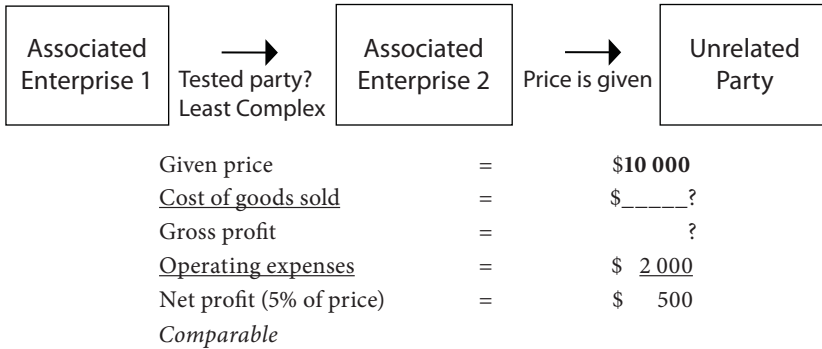 Associated
Enterprise 1
Tested party?
Least Complex
Associated
Enterprise 2
Price is given
Unrelated
Party
Given price = $10 000
Cost of goods sold = $_____?
Gross profit = ?
Operating expenses = $ 2 000
Net profit (5% of price) = $ 500
Comparable